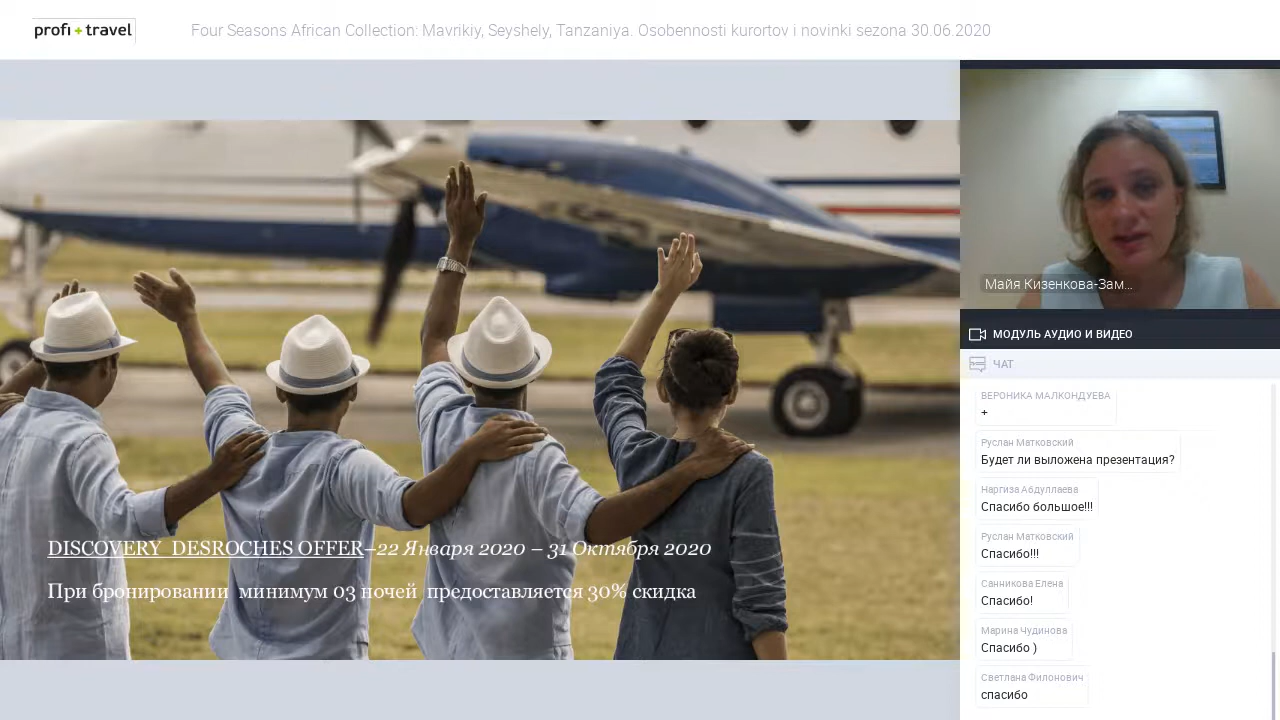 profi + travel
Four Seasons African Collection: Mavrikiy, Seyshely, Tanzaniya. Osobennosti kurortov i novinki sezona 30.06.2020
DISCOVERY DESROCHES OFFER–22 Января 2020 – 31 Октября 2020
При бронировании минимум 03 ночей предоставляется 30% скидка
Майя Кизенкова-Зам...
МОДУЛЬ АУДИО И ВИДЕО
ЧАТ
ВЕРОНИКА МАЛКОНДУЕВА
+
Руслан Матковский
Будет ли выложена презентация?
Наргиза Абдуллаева
Спасибо большое!!!
Руслан Матковский
Спасибо!!!
Санникова Елена
Спасибо!
Марина Чудинова
Спасибо )
Светлана Филонович
спасибо